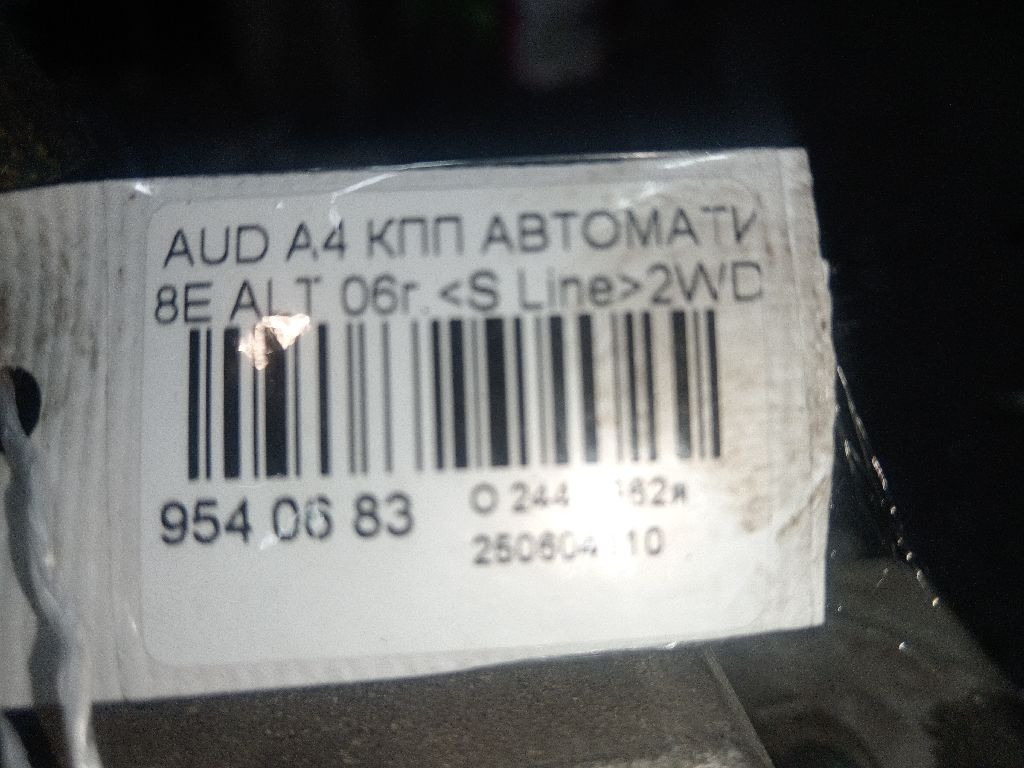 AUD A4 КПП АВТОМАТИ
8E ALT 06г. <S Line>2WD
954 06 83
О